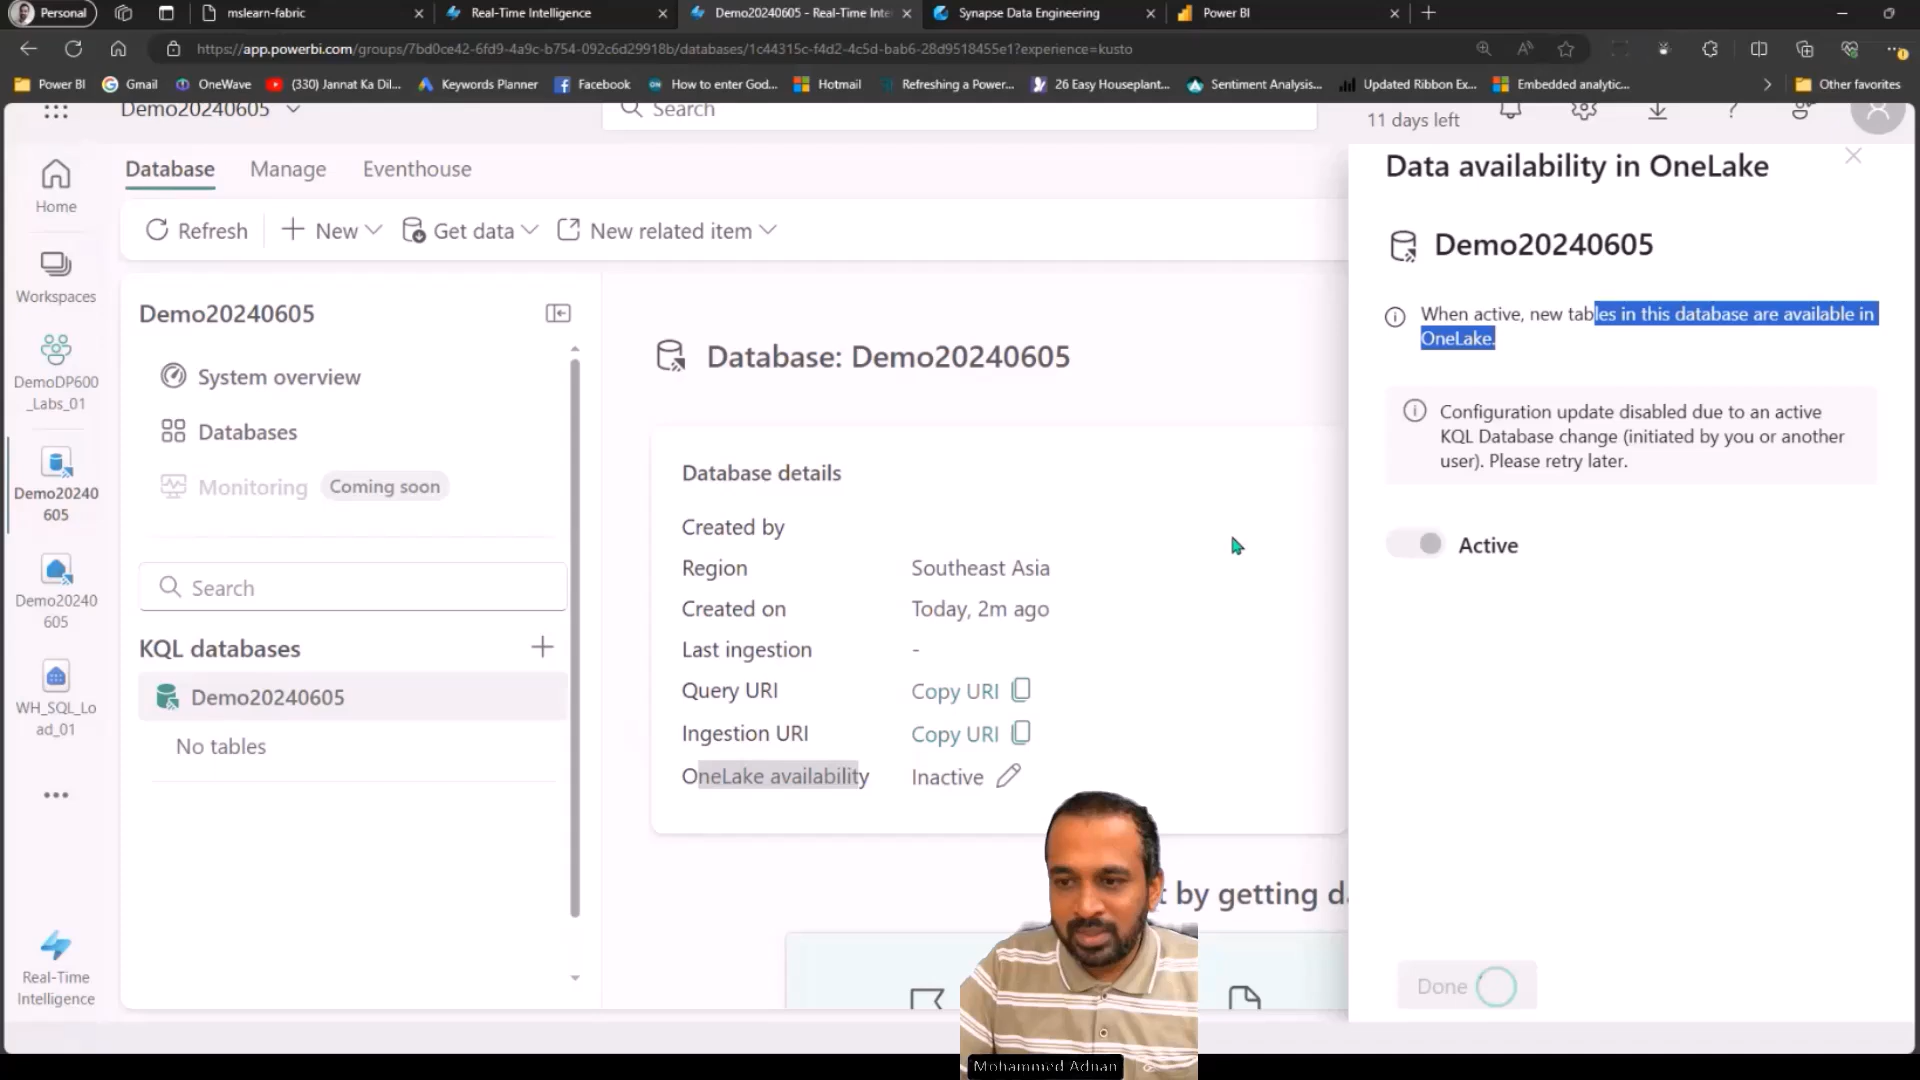 Personal
mslearn-fabric
Real-Time Intelligence
Demo20240605 - Real-Time Inte
Synapse Data Engineering
Power BI
https://app.powerbi.com/groups/7bd0ce42-6fd9-4a9c-b754-092c6d29918b/databases/1c44315c-f4d2-4c5d-bab6-28d9518455e1?experience=kusto
Power BI
Gmail
OneWave
(330) Jannat Ka Dil...
Keywords Planner
Facebook
How to enter God...
Hotmail
Refreshing a Power...
26 Easy Houseplant...
Sentiment Analysis...
Updated Ribbon Ex...
Embedded analytic...
Other favorites
Demo20240605
Search
11 days left
Home
Workspaces
DemoDP600
_Labs_01
Demo20240
605
Demo20240
605
WH_SQL_Lo
ad_01
Real-Time
Intelligence
Database
Manage
Eventhouse
Refresh
New
Get data
New related item
Demo20240605
System overview
Databases
Monitoring
Coming soon
Search
KQL databases
Demo20240605
No tables
Database: Demo20240605
Database details
Created by
Region Southeast Asia
Created on Today, 2m ago
Last ingestion -
Query URI Copy URI
Ingestion URI Copy URI
OneLake availability Inactive
by getting
Data availability in OneLake
Demo20240605
When active, new tables in this database are available in
OneLake.
Configuration update disabled due to an active
KQL Database change (initiated by you or another
user). Please retry later.
Active
Done
Mohammed Adnan